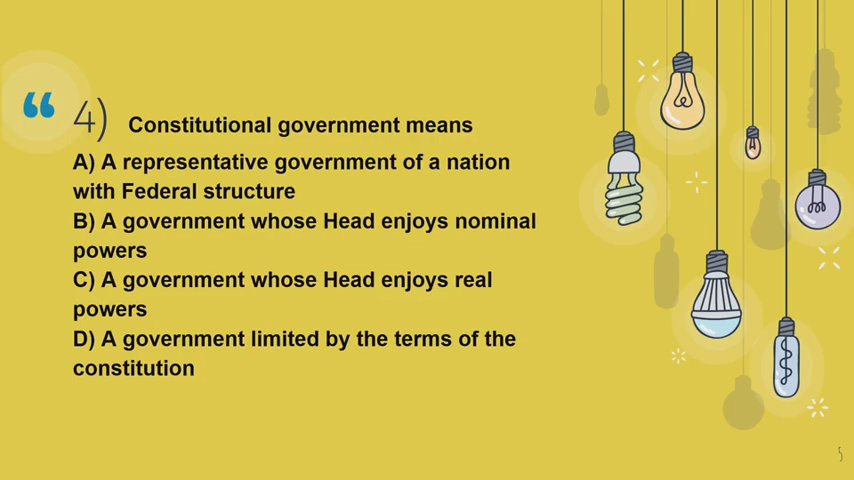 “
4) Constitutional government means
A) A representative government of a nation
with Federal structure
B) A government whose Head enjoys nominal
powers
C) A government whose Head enjoys real
powers
D) A government limited by the terms of the
constitution
5